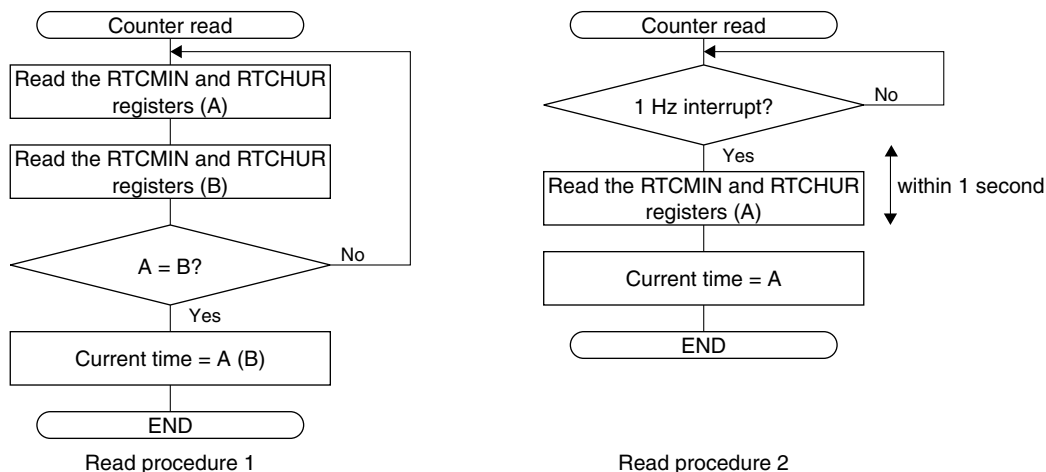 Counter read
Read the RTCMIN and RTCHUR
registers (A)
Read the RTCMIN and RTCHUR
registers (B)
A = B?
No
Yes
Current time = A (B)
END
Read procedure 1
Counter read
1 Hz interrupt?
No
Yes
Read the RTCMIN and RTCHUR
registers (A)
within 1 second
Current time = A
END
Read procedure 2